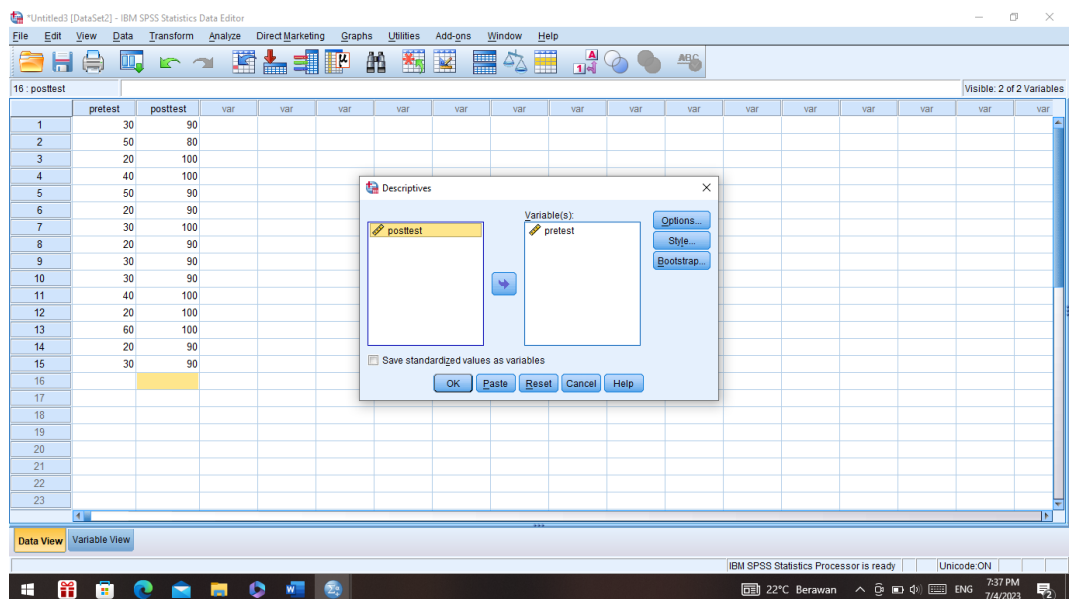 *Untitled3 [DataSet2] - IBM SPSS Statistics Data Editor
File Edit View Data Transform Analyze Direct Marketing Graphs Utilities Add-ons Window Help
16 : posttest
Visible: 2 of 2 Variables
pretest posttest var var var var var var var var var var var var var var
1 30 90
2 50 80
3 20 100
4 40 100
5 50 90
6 20 90
7 30 100
8 20 90
9 30 90
10 30 90
11 40 100
12 20 100
13 60 100
14 20 90
15 30 90
16
17
18
19
20
21
22
23
Descriptives
Variable(s):
posttest
pretest
Options...
Style...
Bootstrap...
Save standardized values as variables
OK Paste Reset Cancel Help
Data View Variable View
IBM SPSS Statistics Processor is ready Unicode:ON
22°C Berawan ENG 7:37 PM
7/4/2023